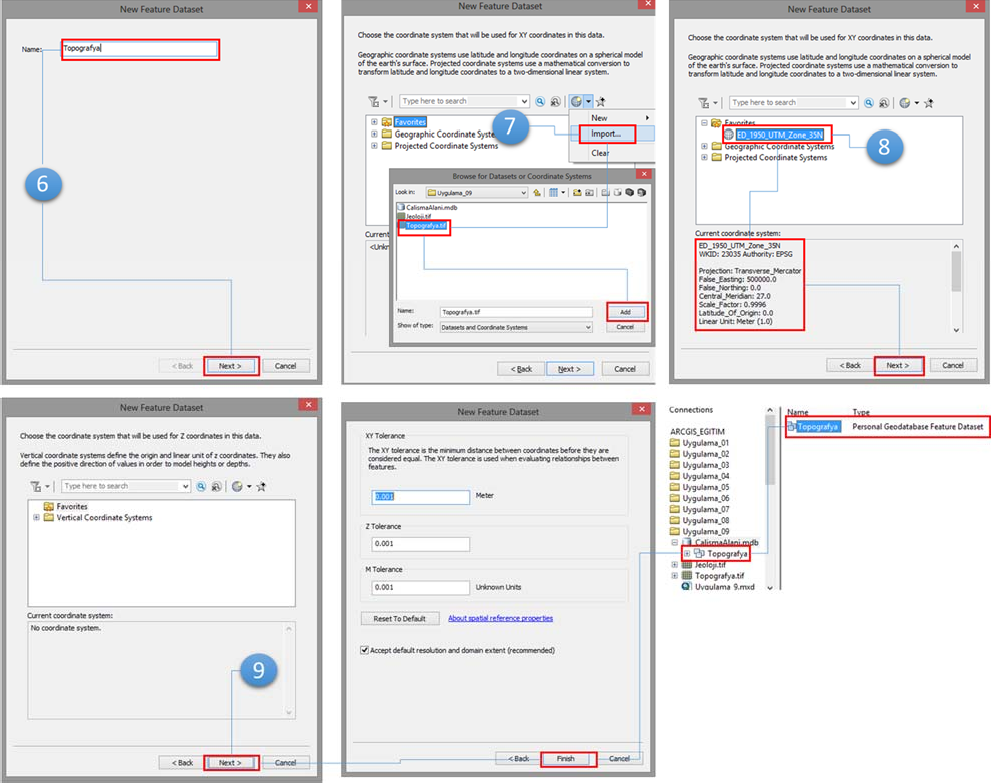 New Feature Dataset
Name:
Topografya
6
< Back
Next >
Cancel
New Feature Dataset
Choose the coordinate system that will be used for XY coordinates in this data.
Geographic coordinate systems use latitude and longitude coordinates on a spherical model
of the earth's surface. Projected coordinate systems use a mathematical conversion to
transform latitude and longitude coordinates to a two-dimensional linear system.
Type here to search
Favorites
Geographic Coordinate Syste
Projected Coordinate Systems
New
Import...
Clear
7
Browse for Datasets or Coordinate Systems
Look in:
Uygulama_09
CalismaAlani.mdb
Jeoloji.tif
Topografya.tif
Current
<Unkn
Name:
Topografya.tif
Add
Show of type:
Datasets and Coordinate Systems
Cancel
< Back
Next >
Cancel
New Feature Dataset
Choose the coordinate system that will be used for XY coordinates in this data.
Geographic coordinate systems use latitude and longitude coordinates on a spherical model
of the earth's surface. Projected coordinate systems use a mathematical conversion to
transform latitude and longitude coordinates to a two-dimensional linear system.
Type here to search
Favorites
ED_1950_UTM_Zone_35N
Geographic Coordinate Systems
Projected Coordinate Systems
8
Current coordinate system:
ED_1950_UTM_Zone_35N
WKID: 23035 Authority: EPSG
Projection: Transverse_Mercator
False_Easting: 500000.0
False_Northing: 0.0
Central_Meridian: 27.0
Scale_Factor: 0.9996
Latitude_Of_Origin: 0.0
Linear Unit: Meter (1.0)
< Back
Next >
Cancel
New Feature Dataset
Choose the coordinate system that will be used for Z coordinates in this data.
Vertical coordinate systems define the origin and linear unit of z coordinates. They also
define the positive direction of values in order to model heights or depths.
Type here to search
Favorites
Vertical Coordinate Systems
Current coordinate system:
No coordinate system.
9
< Back
Next >
Cancel
New Feature Dataset
XY Tolerance
The XY tolerance is the minimum distance between coordinates before they are
considered equal. The XY tolerance is used when evaluating relationships between
features.
0.001
Meter
Z Tolerance
0.001
M Tolerance
0.001
Unknown Units
Reset To Default
About spatial reference properties
Accept default resolution and domain extent (recommended)
< Back
Finish
Cancel
Connections
ARCGIS_EGITIM
Uygulama_01
Uygulama_02
Uygulama_03
Uygulama_04
Uygulama_05
Uygulama_06
Uygulama_07
Uygulama_08
Uygulama_09
CalismaAlani.mdb
Topografya
Jeoloji.tif
Topografya.tif
Uygulama_9.mxd
Name
Type
Topografya
Personal Geodatabase Feature Dataset